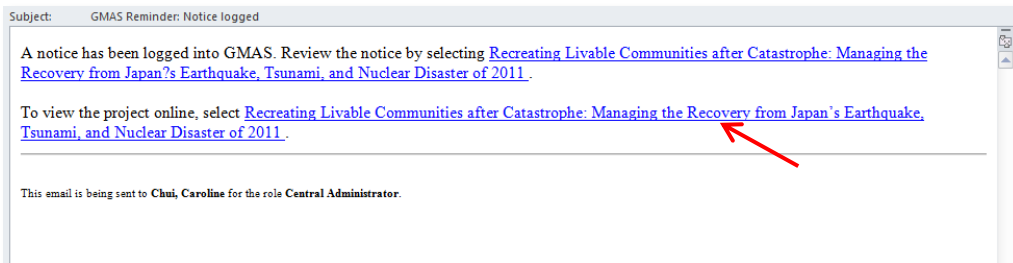 Subject: GMAS Reminder: Notice logged
A notice has been logged into GMAS. Review the notice by selecting Recreating Livable Communities after Catastrophe: Managing the
Recovery from Japan?s Earthquake, Tsunami, and Nuclear Disaster of 2011 .
To view the project online, select Recreating Livable Communities after Catastrophe: Managing the Recovery from Japan’s Earthquake,
Tsunami, and Nuclear Disaster of 2011 .
This email is being sent to Chui, Caroline for the role Central Administrator.